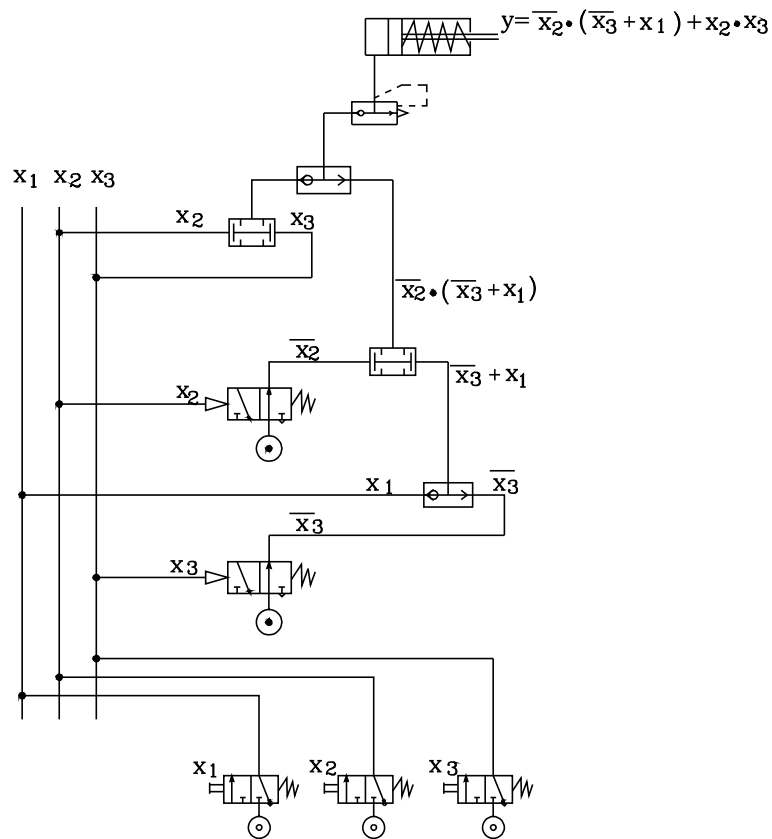 y=x̅₂•(x̅₃+x₁)+x₂•x₃
x₁ x₂ x₃
x₂ x₃
x̅₂•(x̅₃+x₁)
x̅₂
x̅₃+x₁
x₂
x₁ x̅₃
x̅₃
x₃
x₁ x₂ x₃